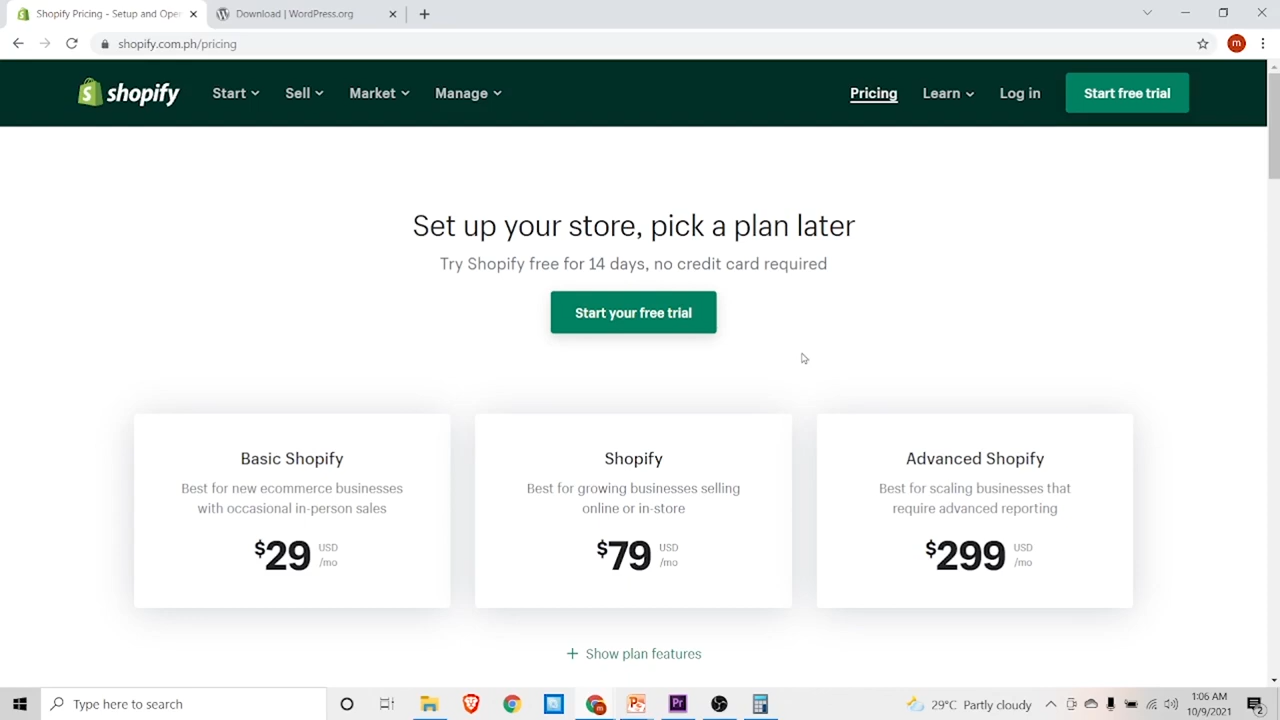 Shopify Pricing - Setup and Ope
Download | WordPress.org
shopify.com.ph/pricing
m
shopify
Start
Sell
Market
Manage
Pricing
Learn
Log in
Start free trial
Set up your store, pick a plan later
Try Shopify free for 14 days, no credit card required
Start your free trial
Basic Shopify
Best for new ecommerce businesses
with occasional in-person sales
$29 USD
/mo
Shopify
Best for growing businesses selling
online or in-store
$79 USD
/mo
Advanced Shopify
Best for scaling businesses that
require advanced reporting
$299 USD
/mo
+ Show plan features
Type here to search
29°C Partly cloudy
1:06 AM
10/9/2021
2